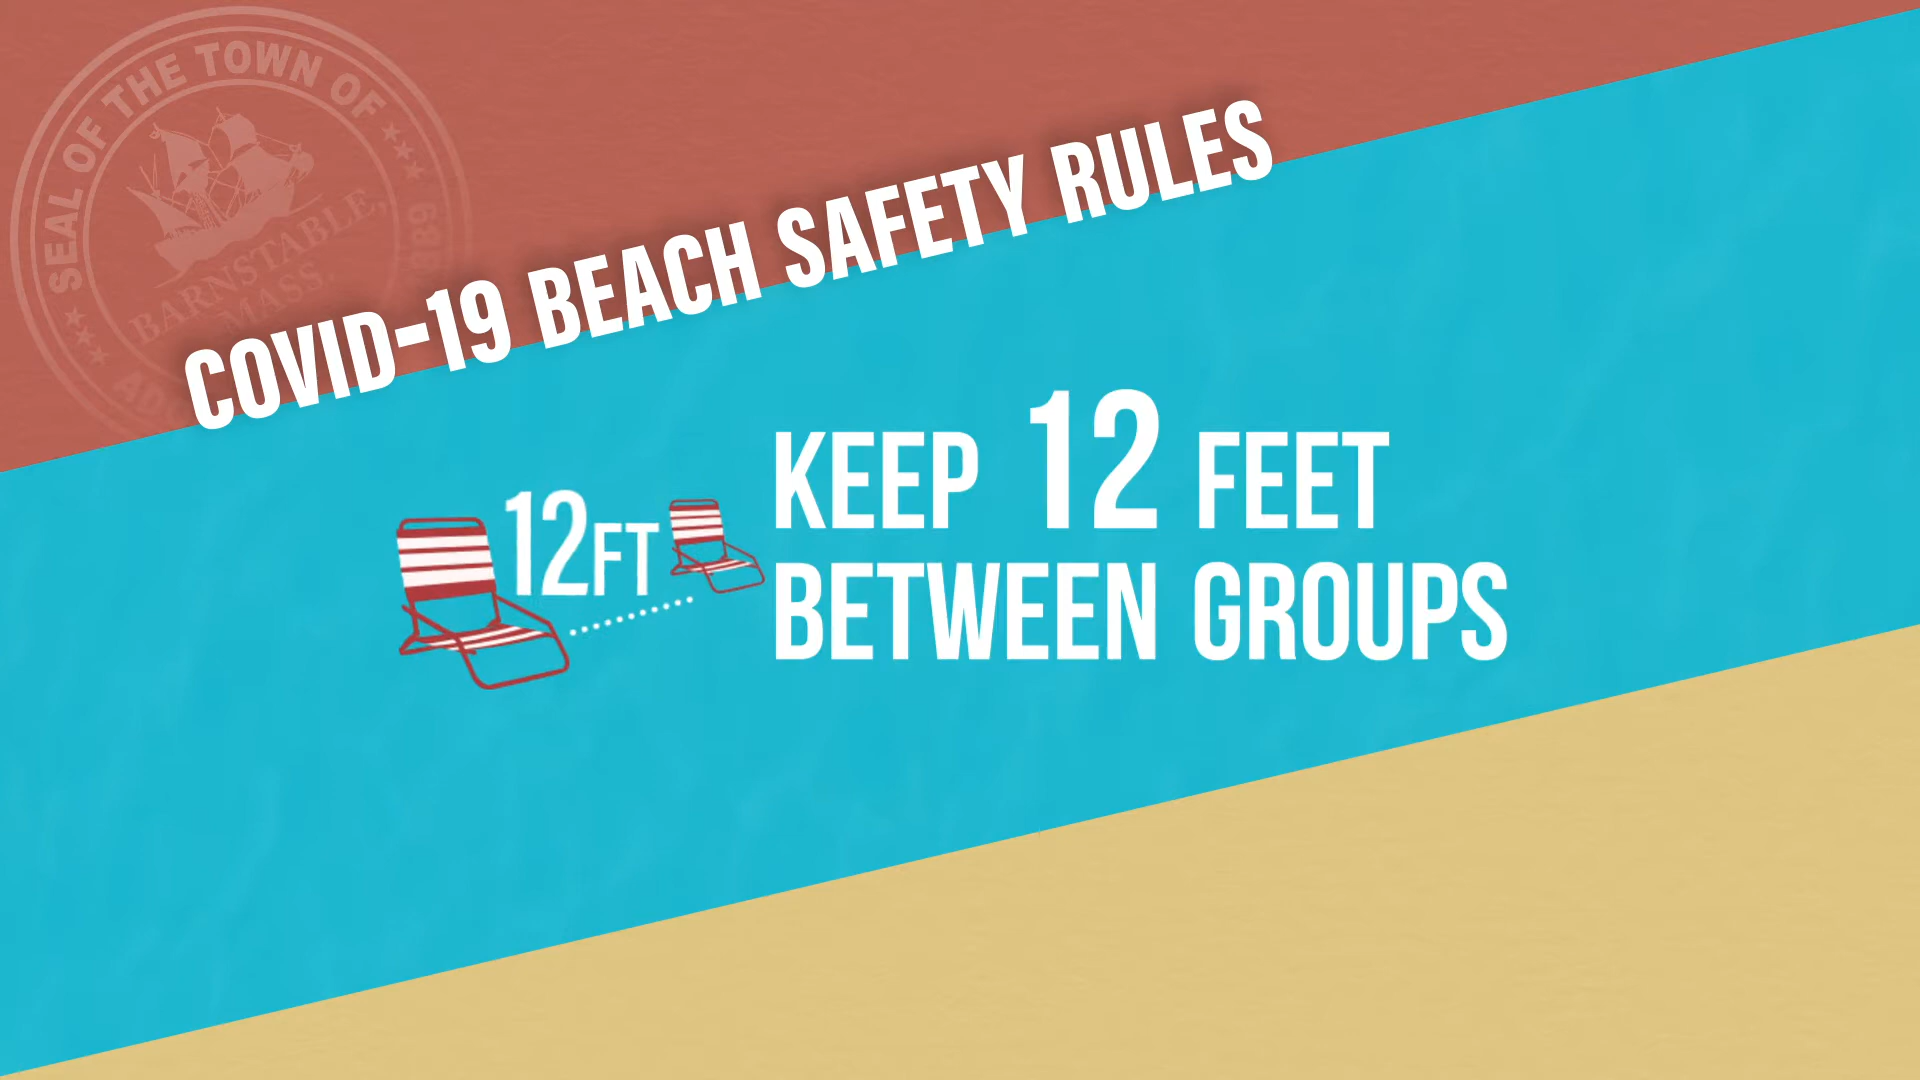 SEAL OF THE TOWN OF
BARNSTABLE,
MASS.
COVID-19 BEACH SAFETY RULES
12FT
KEEP 12 FEET
BETWEEN GROUPS